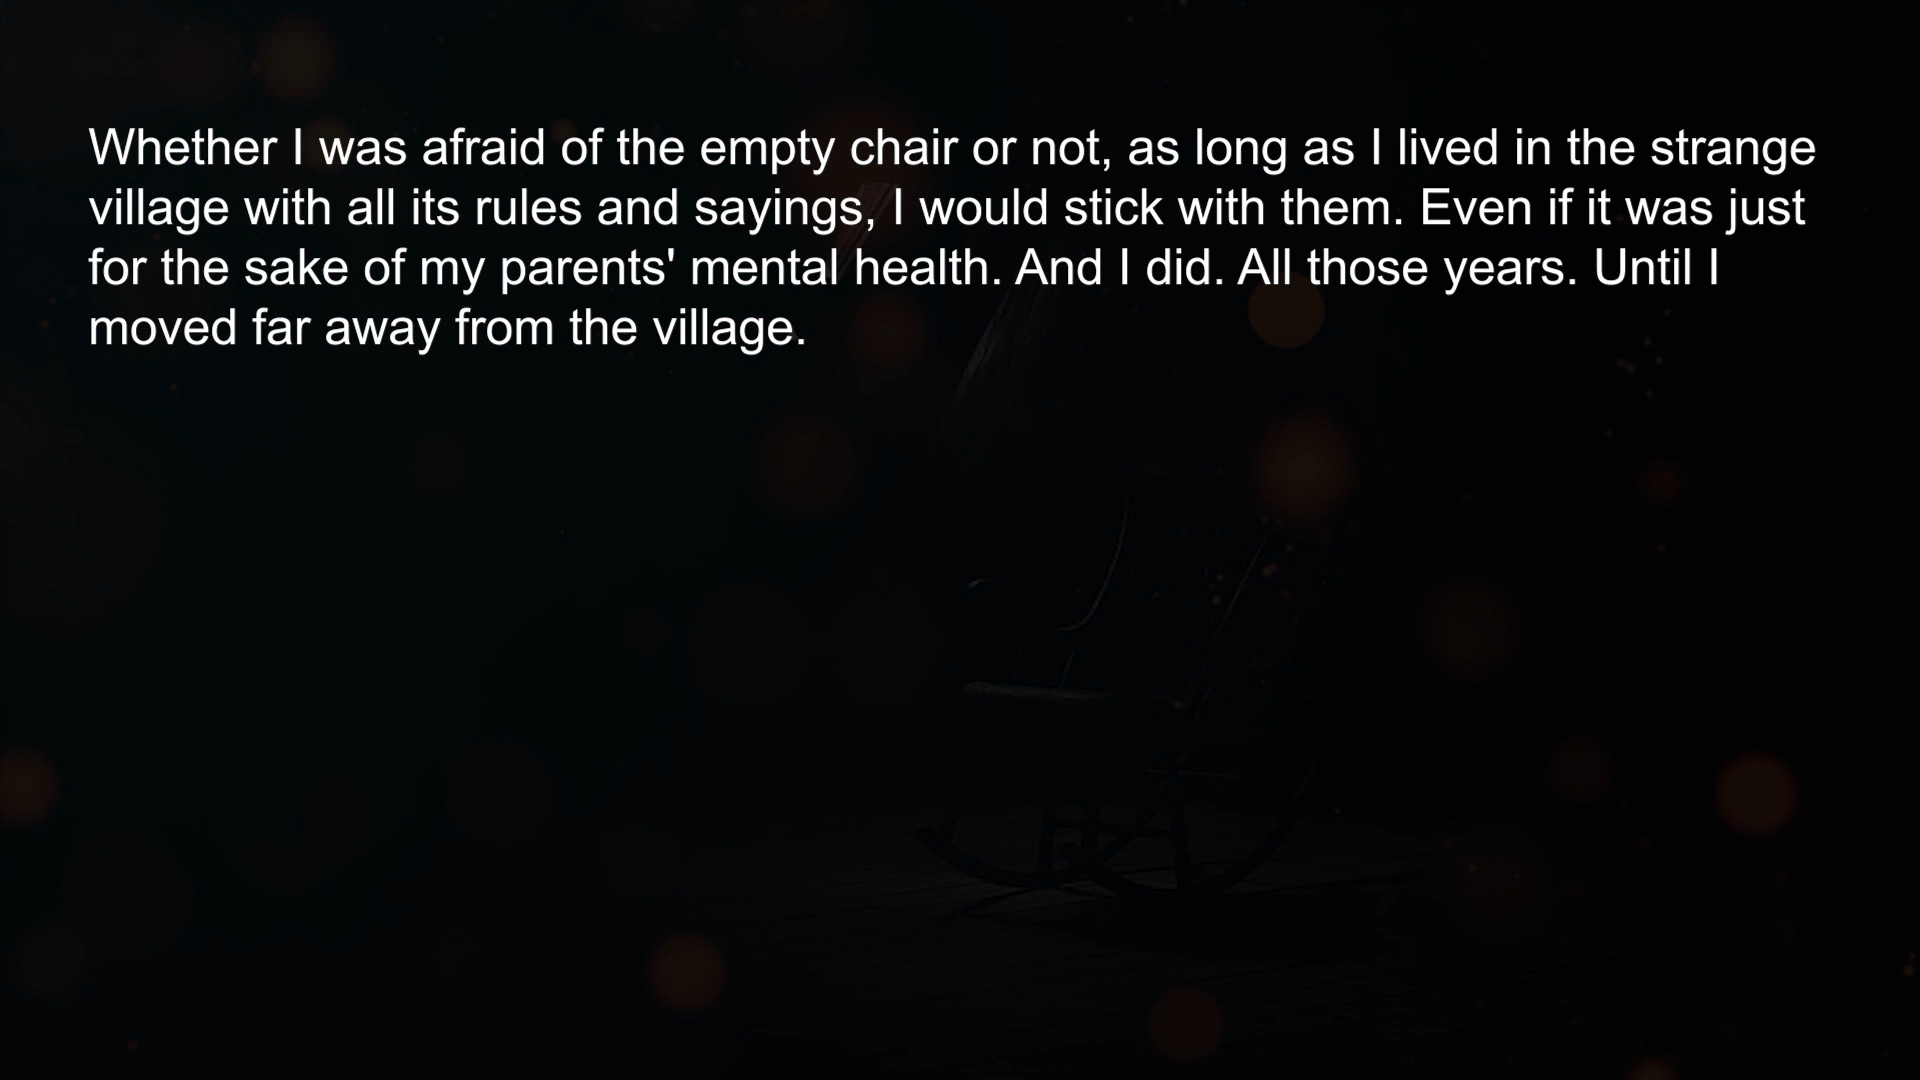 Whether I was afraid of the empty chair or not, as long as I lived in the strange
village with all its rules and sayings, I would stick with them. Even if it was just
for the sake of my parents' mental health. And I did. All those years. Until I
moved far away from the village.